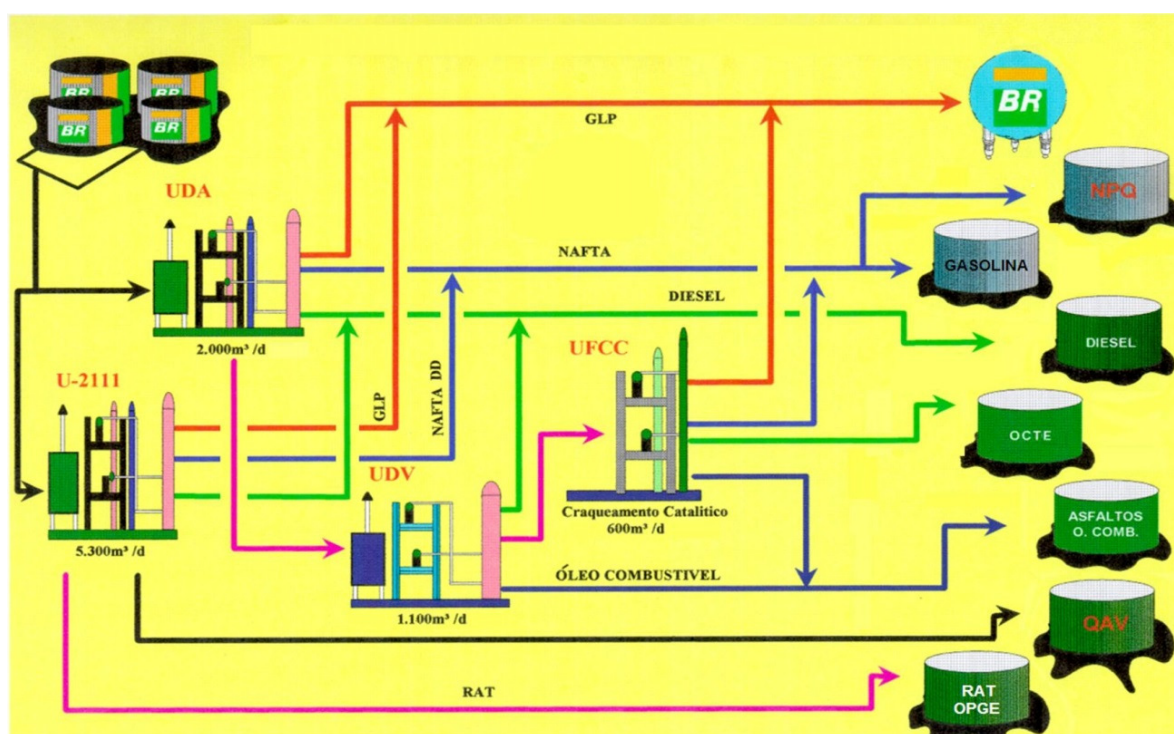 BR
BR
BR
BR
BR
GLP
NPQ
UDA
GASOLINA
NAFTA
DIESEL
DIESEL
2.000m³ /d
UFCC
U-2111
GLP
NAFTA DD
OCTE
UDV
Craqueamento Catalitico
600m³ /d
ASFALTOS
O. COMB.
5.300m³ /d
ÓLEO COMBUSTIVEL
1.100m³ /d
QAV
RAT
RAT
OPGE